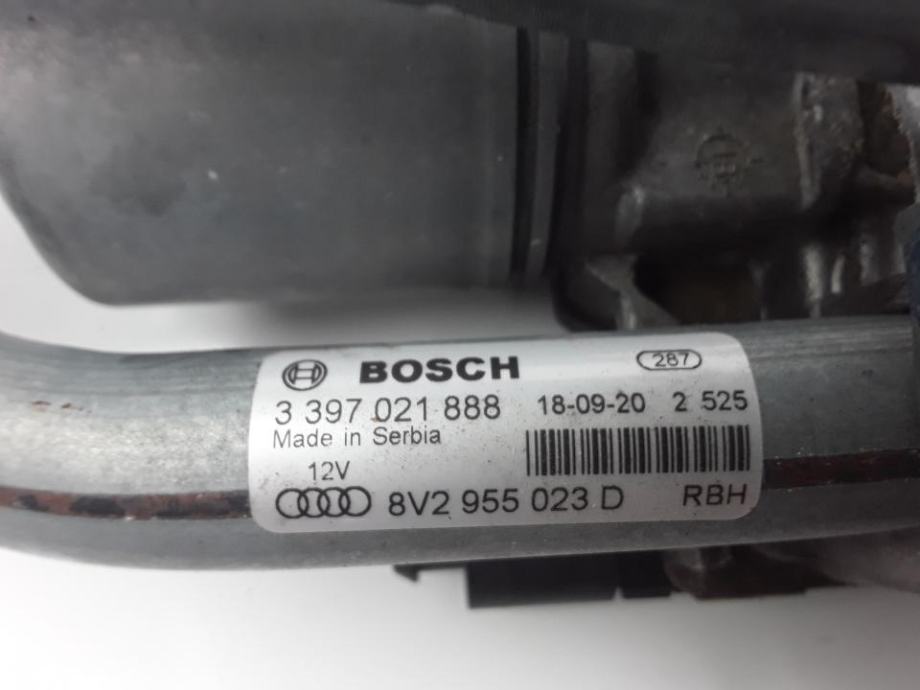 BOSCH 287
3 397 021 888 18-09-20 2 525
Made in Serbia
12V
8V2 955 023 D RBH